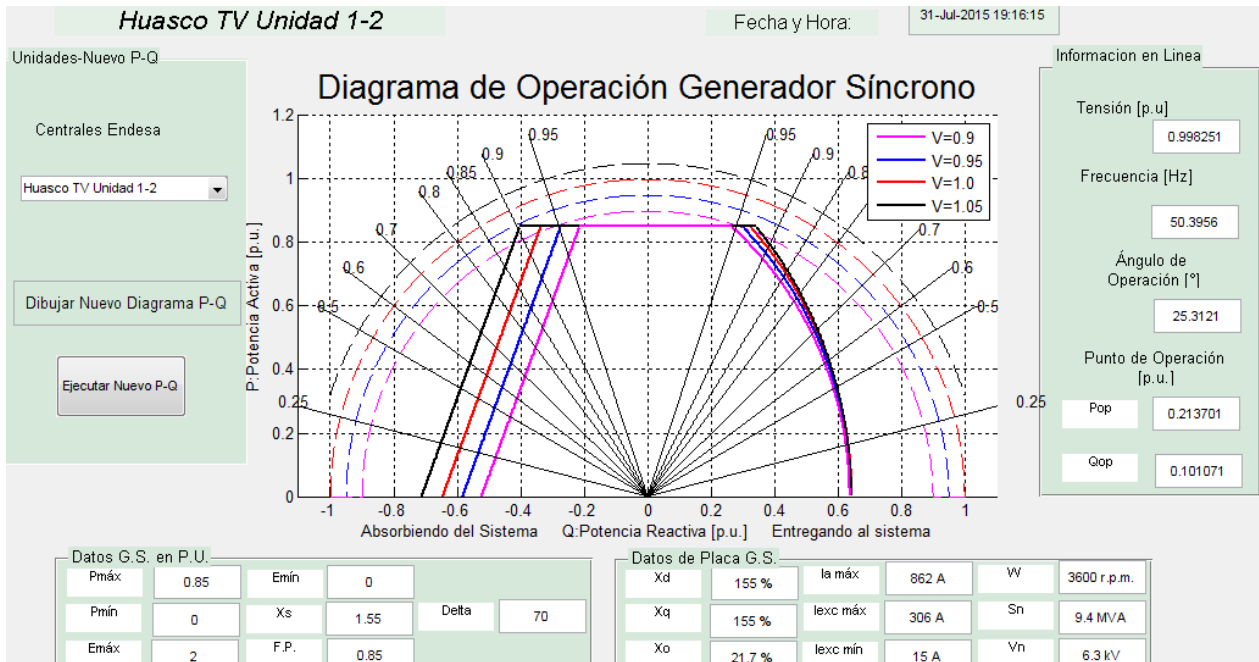 Huasco TV Unidad 1-2
Fecha y Hora:
31-Jul-2015 19:16:15
Unidades-Nuevo P-Q
Centrales Endesa
Huasco TV Unidad 1-2
Dibujar Nuevo Diagrama P-Q
Ejecutar Nuevo P-Q
Diagrama de Operación Generador Síncrono
P:Potencia Activa [p.u.]
1.2
1
0.8
0.6
0.4
0.2
0
0.25
0.5
0.6
0.7
0.8
0.85
0.9
0.95
0.95
0.9
0.7
0.6
0.5
0.25
V=0.9
V=0.95
V=1.0
V=1.05
-1 -0.8 -0.6 -0.4 -0.2 0 0.2 0.4 0.6 0.8 1
Absorbiendo del Sistema Q:Potencia Reactiva [p.u.] Entregando al sistema
Informacion en Linea
Tensión [p.u]
0.998251
Frecuencia [Hz]
50.3956
Ángulo de
Operación [°]
25.3121
Punto de Operación
[p.u.]
Pop 0.213701
Qop 0.101071
Datos G.S. en P.U.
Pmáx 0.85 Emín 0
Pmín 0 Xs 1.55 Delta 70
Emáx 2 F.P. 0.85
Datos de Placa G.S.
Xd 155 % Ia máx 862 A W 3600 r.p.m.
Xq 155 % Iexc máx 306 A Sn 9.4 MVA
Xo 21.7 % Iexc mín 15 A Vn 6.3 kV